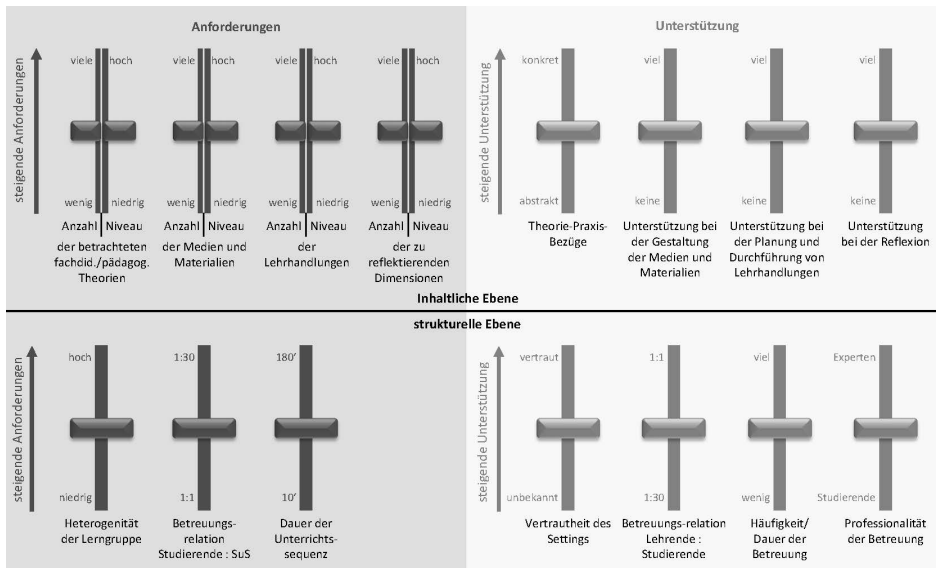 Anforderungen
Unterstützung
steigende Anforderungen
viele hoch
viele hoch
viele hoch
viele hoch
wenig niedrig
wenig niedrig
wenig niedrig
wenig niedrig
Anzahl Niveau
der betrachteten
fachdid./pädagog.
Theorien
Anzahl Niveau
der Medien und
Materialien
Anzahl Niveau
der
Lehrhandlungen
Anzahl Niveau
der zu
reflektierenden
Dimensionen
steigende Unterstützung
konkret
viel
viel
viel
abstrakt
keine
keine
keine
Theorie-Praxis-
Bezüge
Unterstützung bei
der Gestaltung
der Medien und
Materialien
Unterstützung bei
der Planung und
Durchführung von
Lehrhandlungen
Unterstützung
bei der Reflexion
Inhaltliche Ebene
strukturelle Ebene
steigende Anforderungen
hoch
1:30
180'
niedrig
1:1
10'
Heterogenität
der Lerngruppe
Betreuungs-
relation
Studierende : SuS
Dauer der
Unterrichts-
sequenz
steigende Unterstützung
vertraut
1:1
viel
Experten
unbekannt
1:30
wenig
Studierende
Vertrautheit des
Settings
Betreuungs-relation
Lehrende :
Studierende
Häufigkeit/
Dauer der
Betreuung
Professionalität
der Betreuung